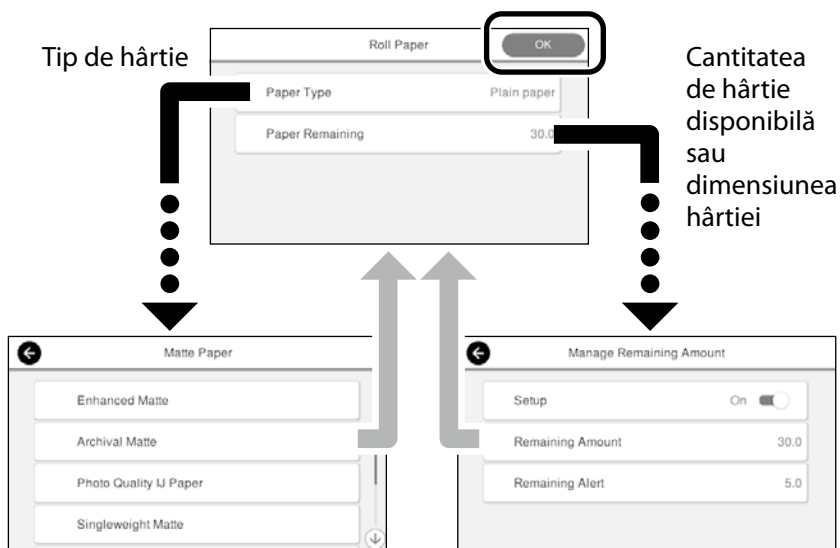 Tip de hârtie
Roll Paper
OK
Paper Type Plain paper
Paper Remaining 30.0
Cantitatea
de hârtie
disponibilă
sau
dimensiunea
hârtiei
Matte Paper
Enhanced Matte
Archival Matte
Photo Quality IJ Paper
Singleweight Matte
Manage Remaining Amount
Setup On
Remaining Amount 30.0
Remaining Alert 5.0